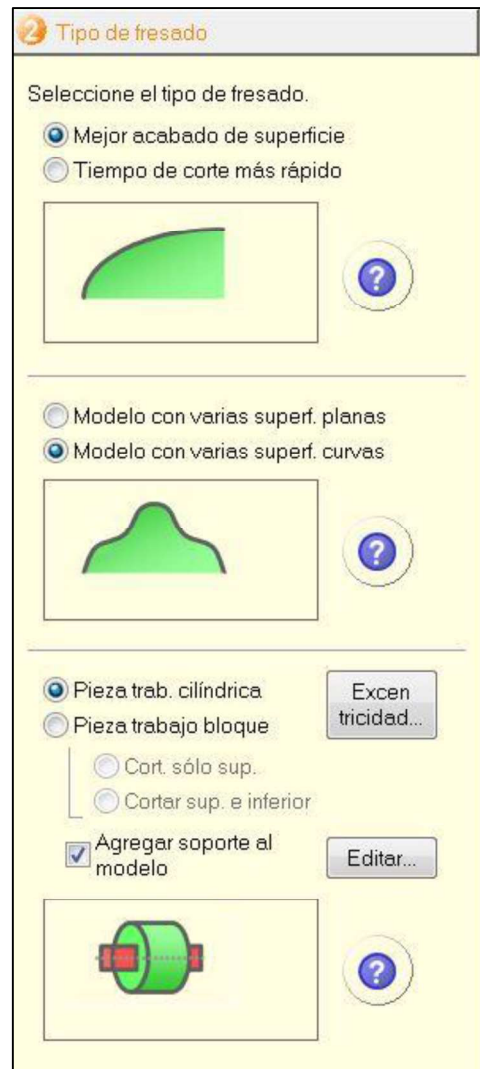 2 Tipo de fresado
Seleccione el tipo de fresado.
Mejor acabado de superficie
Tiempo de corte más rápido
?
Modelo con varias superf. planas
Modelo con varias superf. curvas
?
Pieza trab. cilíndrica
Excen
tricidad...
Pieza trabajo bloque
Cort. sólo sup.
Cortar sup. e inferior
Agregar soporte al
modelo
Editar...
?